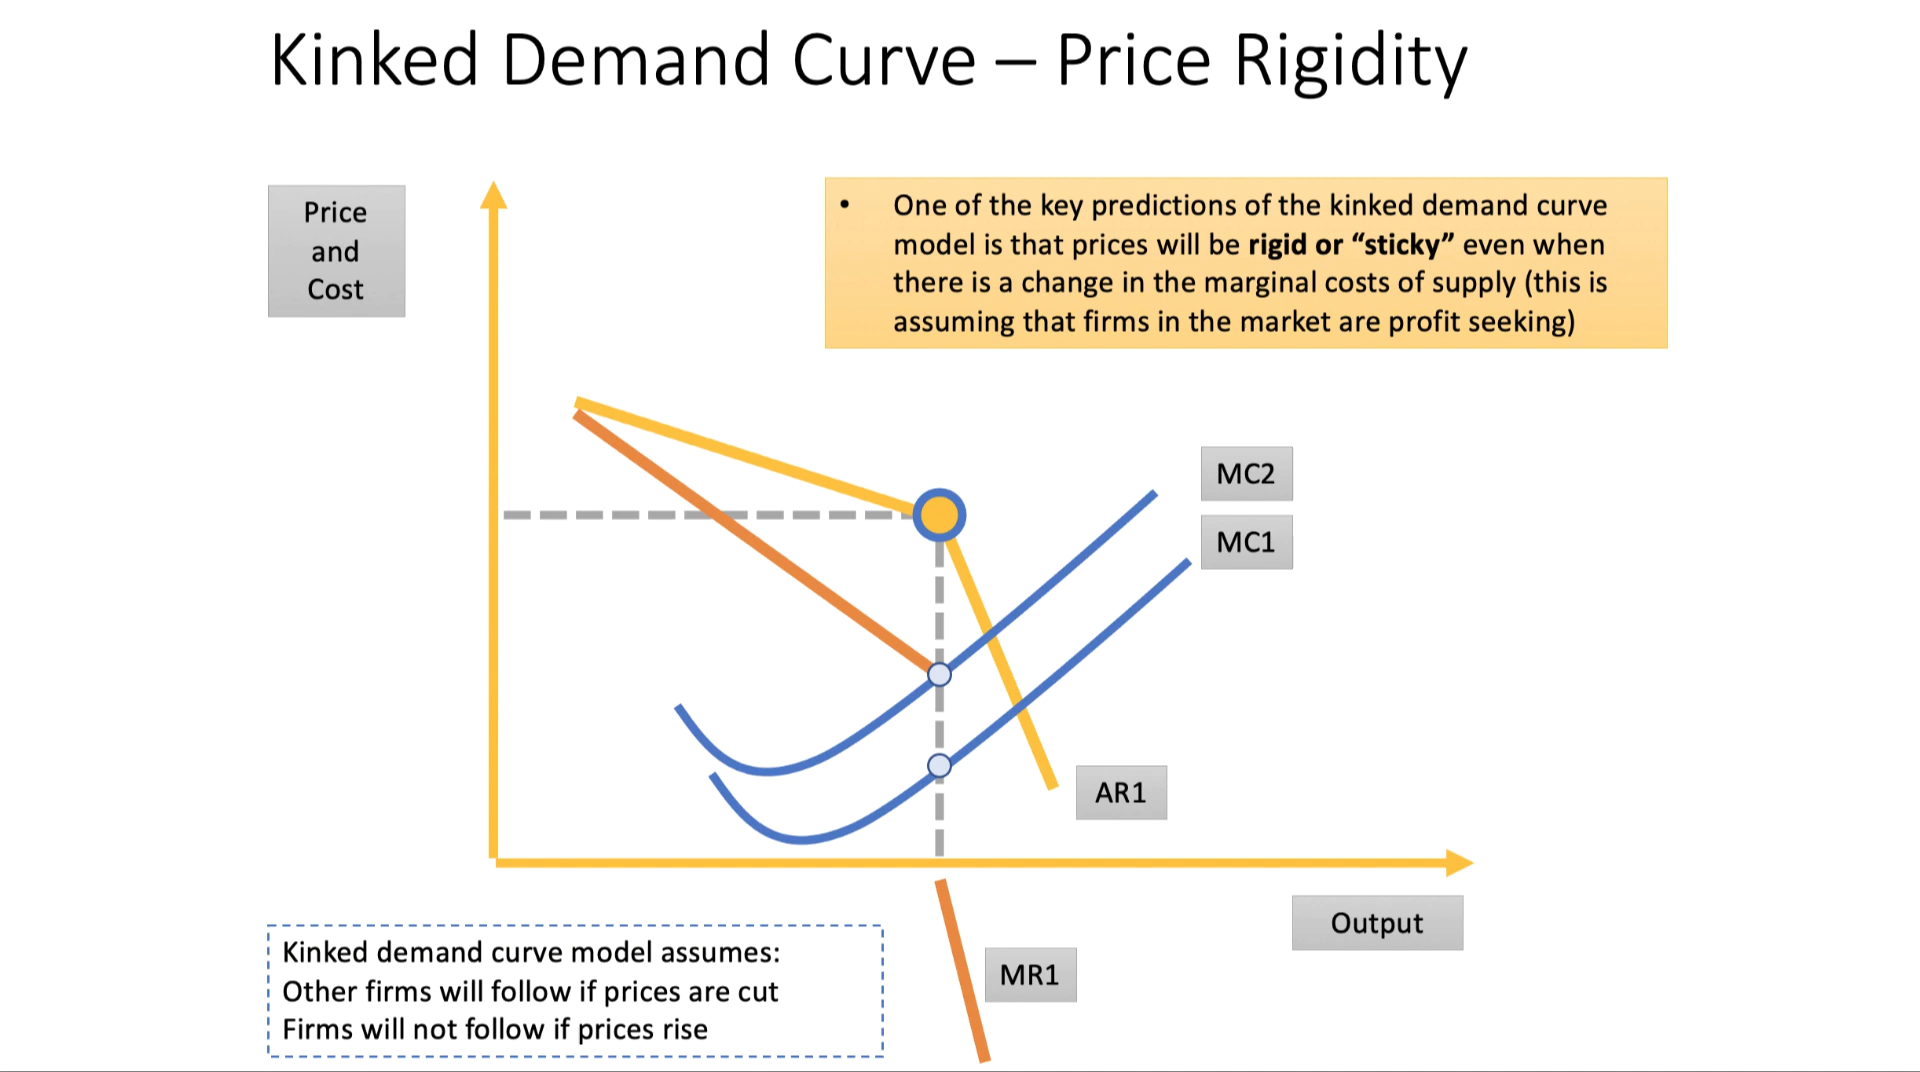 Kinked Demand Curve – Price Rigidity
Price
and
Cost
• One of the key predictions of the kinked demand curve
model is that prices will be rigid or “sticky” even when
there is a change in the marginal costs of supply (this is
assuming that firms in the market are profit seeking)
MC2
MC1
AR1
Output
MR1
Kinked demand curve model assumes:
Other firms will follow if prices are cut
Firms will not follow if prices rise